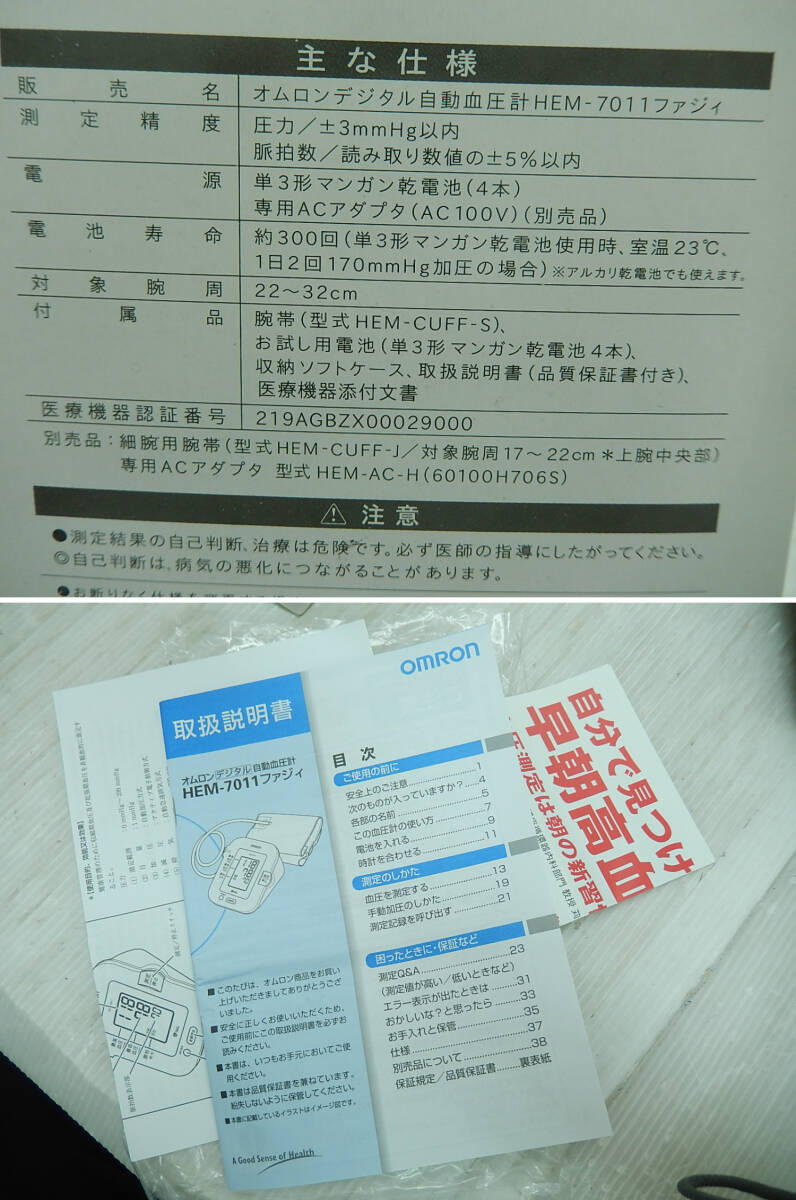 主な仕様
販売名 オムロンデジタル自動血圧計HEM-7011ファジィ
測定精度 圧力/±3mmHg以内
脈拍数/読み取り数値の±5%以内
電源 単3形マンガン乾電池(4本)
専用ACアダプタ(AC100V)(別売品)
電池寿命 約300回(単3形マンガン乾電池使用時、室温23℃、
1日2回170mmHg加圧の場合)※アルカリ乾電池でも使えます。
対象腕周 22~32cm
付属品 腕帯(型式HEM-CUFF-S)、
お試し用電池(単3形マンガン乾電池4本)、
収納ソフトケース、取扱説明書(品質保証書付き)、
医療機器添付文書
医療機器認証番号 219AGBZX00029000
別売品:細腕用腕帯(型式HEM-CUFF-J/対象腕周17~22cm*上腕中央部)
専用ACアダプタ 型式HEM-AC-H(60100H706S)
⚠注意
●測定結果の自己判断、治療は危険です。必ず医師の指導にしたがってください。
◎自己判断は、病気の悪化につながることがあります。
OMRON
取扱説明書
オムロンデジタル自動血圧計
HEM-7011ファジィ
■このたびは、オムロン商品をお買い
上げいただきましてありがとうござ
いました。
■安全に正しくお使いいただくため、
ご使用前にこの取扱説明書を必ずお
読みください。
■本書は、いつもお手元においてご使
用ください。
■本書は品質保証書を兼ねています。
紛失しないように保管してください。
■本書に記載しているイラストはイメージ図です。
A Good Sense of Health
目次
ご使用の前に
安全上のご注意……1
次のものが入っていますか?……4
各部の名前……5
この血圧計の使い方……7
電池を入れる……9
時計を合わせる……11
測定のしかた
血圧を測定する……13
手動加圧のしかた……19
測定記録を呼び出す……21
困ったときに・保証など
測定Q&A……23
(測定値が高い/低いときなど)
エラー表示が出たときは……31
おかしいな?と思ったら……33
お手入れと保管……35
仕様……37
別売品について……38
保証規定/品質保証書……裏表紙
自分で見つけ
早朝高血
圧測定は朝の新習